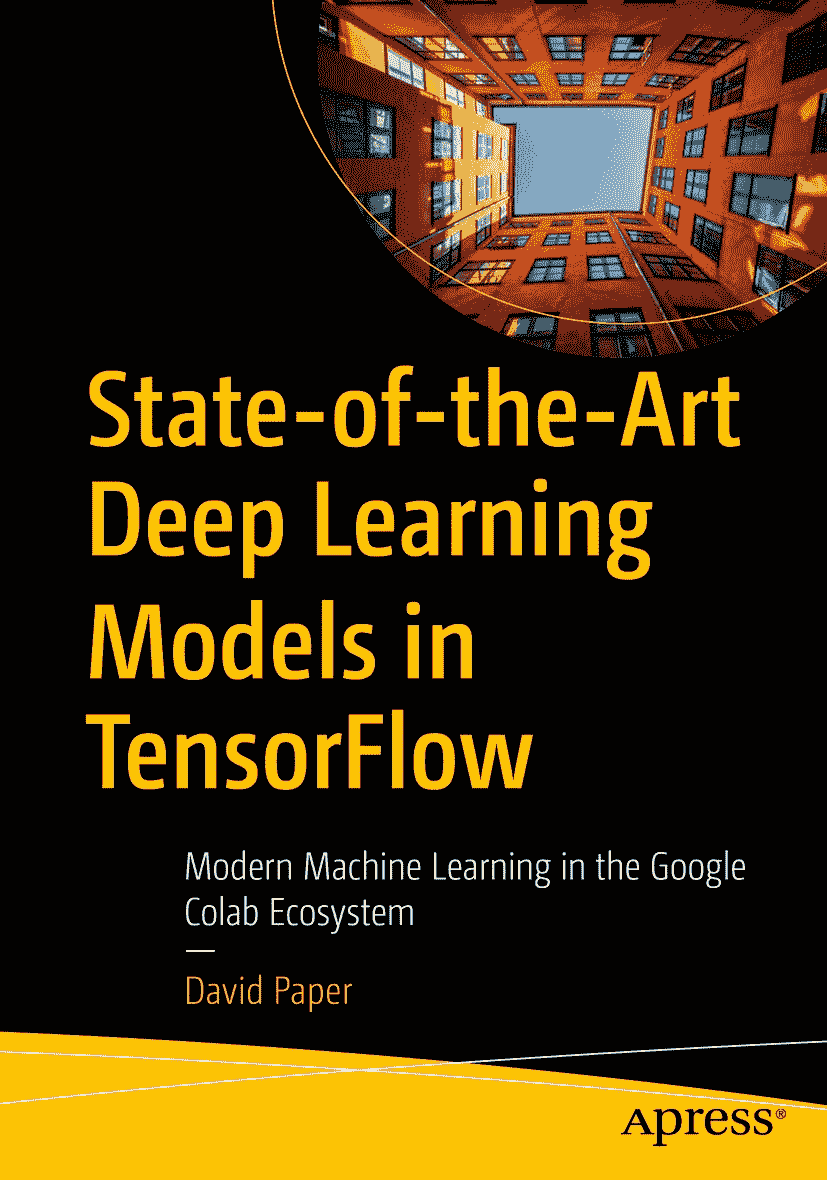 State-of-the-Art
Deep Learning
Models in
TensorFlow
Modern Machine Learning in the Google
Colab Ecosystem
—
David Paper
Apress®